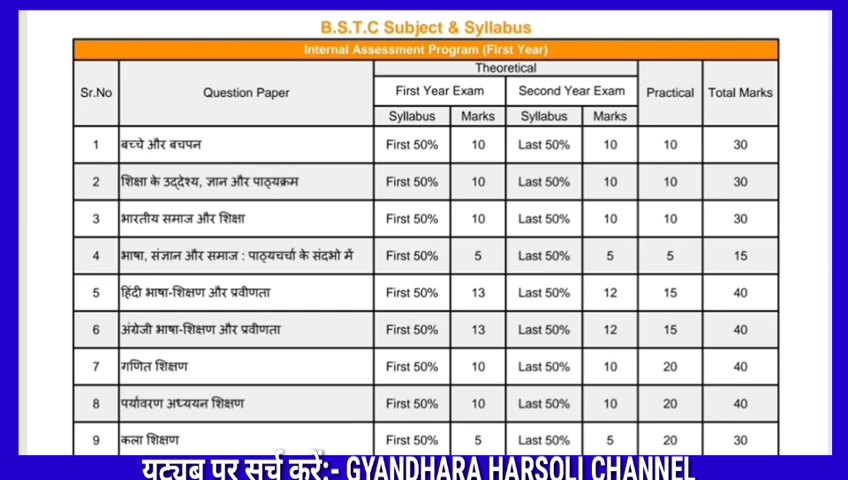 B.S.T.C Subject & Syllabus
Internal Assessment Program (First Year)
Sr.No Question Paper Theoretical Practical Total Marks
First Year Exam Second Year Exam
Syllabus Marks Syllabus Marks
1 बच्चे और बचपन First 50% 10 Last 50% 10 10 30
2 शिक्षा के उद्देश्य, ज्ञान और पाठ्यक्रम First 50% 10 Last 50% 10 10 30
3 भारतीय समाज और शिक्षा First 50% 10 Last 50% 10 10 30
4 भाषा, संज्ञान और समाज : पाठ्यचर्चा के संदभो में First 50% 5 Last 50% 5 5 15
5 हिंदी भाषा-शिक्षण और प्रवीणता First 50% 13 Last 50% 12 15 40
6 अंग्रेजी भाषा-शिक्षण और प्रवीणता First 50% 13 Last 50% 12 15 40
7 गणित शिक्षण First 50% 10 Last 50% 10 20 40
8 पर्यावरण अध्ययन शिक्षण First 50% 10 Last 50% 10 20 40
9 कला शिक्षण First 50% 5 Last 50% 5 20 30
यूट्यूब पर सर्च करें:- GYANDHARA HARSOLI CHANNEL